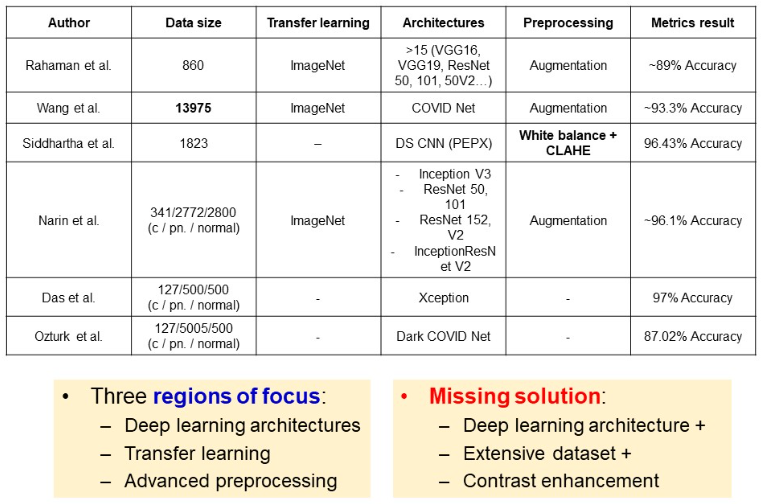 Author Data size Transfer learning Architectures Preprocessing Metrics result
Rahaman et al. 860 ImageNet >15 (VGG16, VGG19, ResNet 50, 101, 50V2…) Augmentation ~89% Accuracy
Wang et al. 13975 ImageNet COVID Net Augmentation ~93.3% Accuracy
Siddhartha et al. 1823 – DS CNN (PEPX) White balance + CLAHE 96.43% Accuracy
Narin et al. 341/2772/2800 (c / pn. / normal) ImageNet - Inception V3 - ResNet 50, 101 - ResNet 152, V2 - InceptionResN et V2 Augmentation ~96.1% Accuracy
Das et al. 127/500/500 (c / pn. / normal) - Xception - 97% Accuracy
Ozturk et al. 127/5005/500 (c / pn. / normal) - Dark COVID Net - 87.02% Accuracy
• Three regions of focus:
– Deep learning architectures
– Transfer learning
– Advanced preprocessing
• Missing solution:
– Deep learning architecture +
– Extensive dataset +
– Contrast enhancement